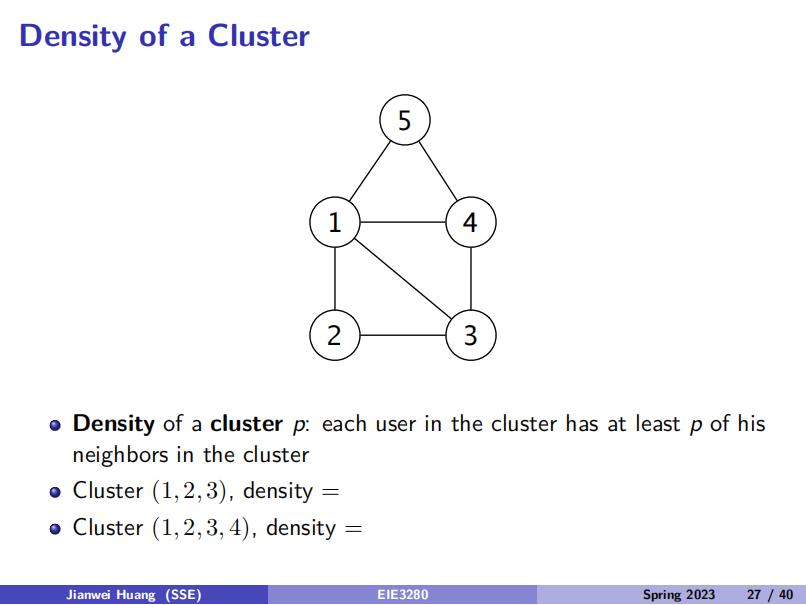 Density of a Cluster
5
1 4
2 3
Density of a cluster p: each user in the cluster has at least p of his
neighbors in the cluster
Cluster (1, 2, 3), density =
Cluster (1, 2, 3, 4), density =
Jianwei Huang (SSE) EIE3280 Spring 2023 27 / 40